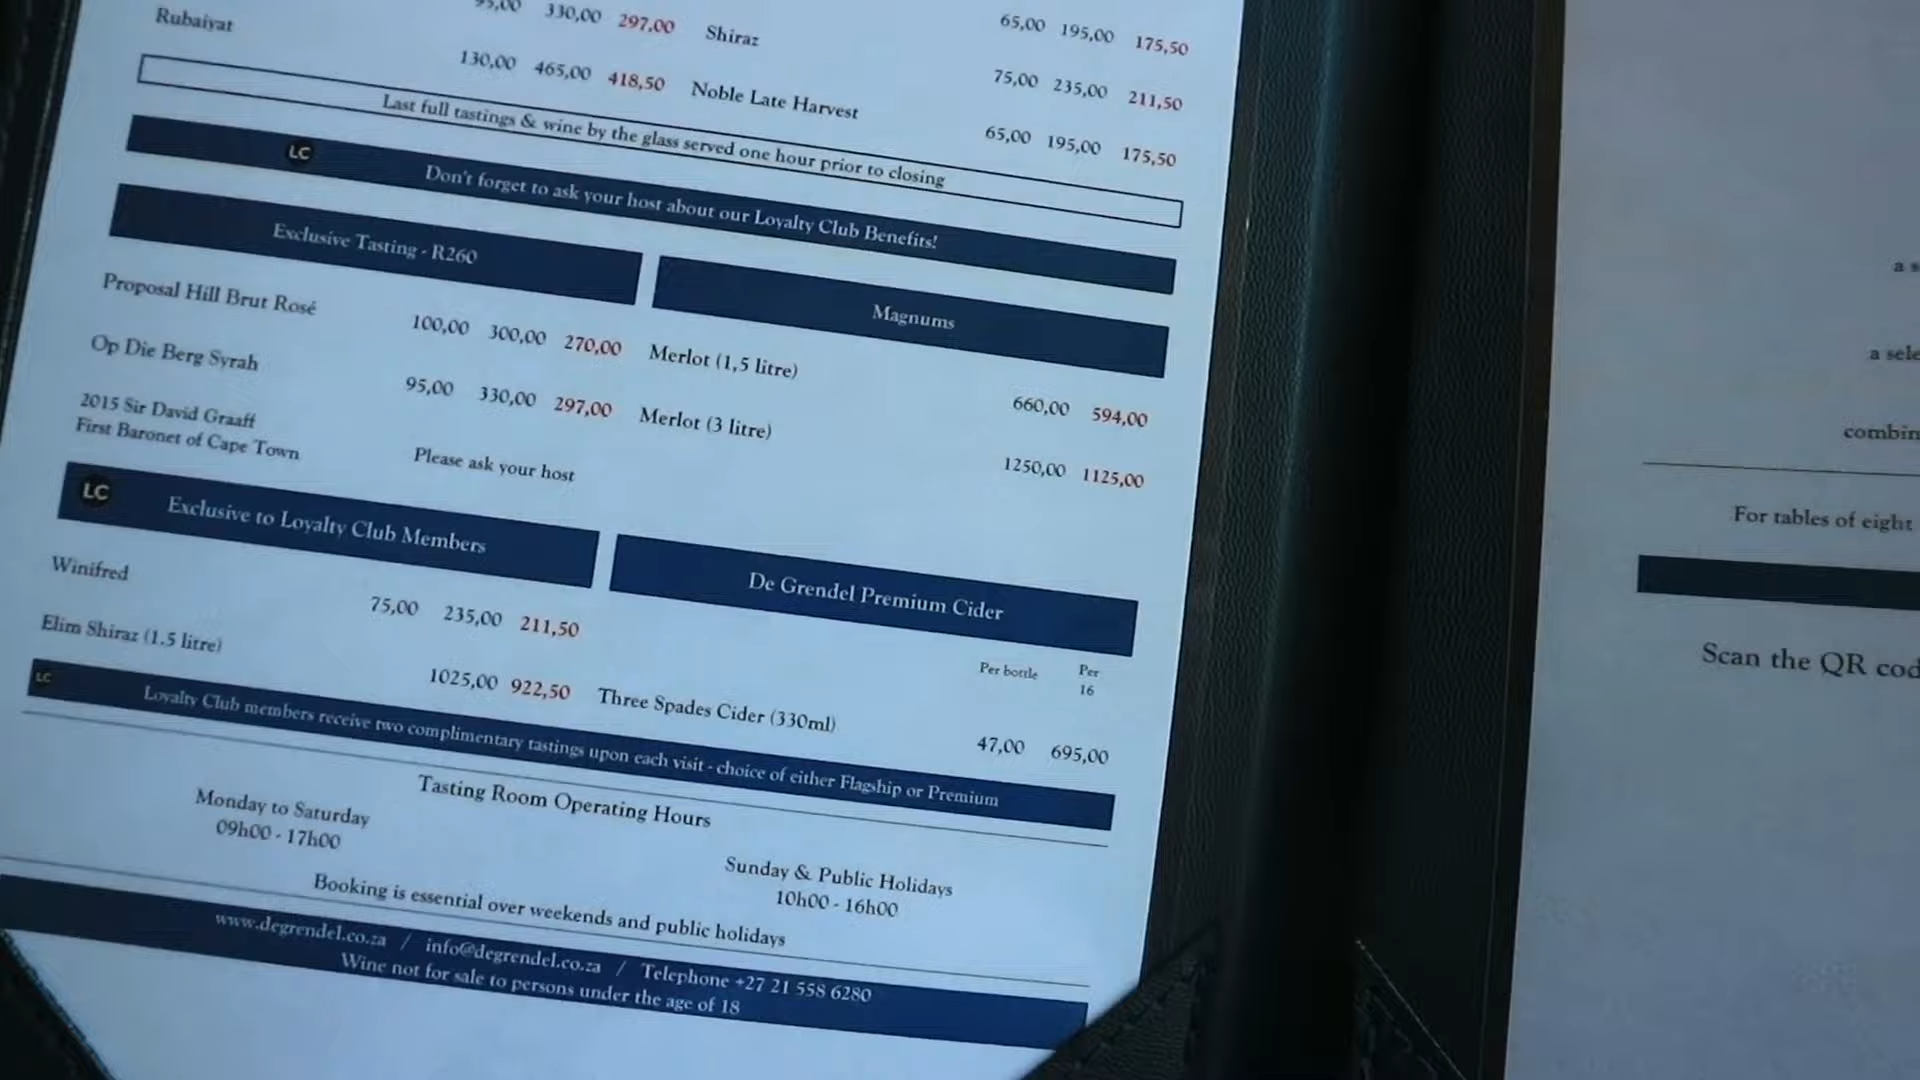 95,00 330,00 297,00 Shiraz 65,00 195,00 175,50
Rubaiyat 130,00 465,00 418,50 Noble Late Harvest 75,00 235,00 211,50
65,00 195,00 175,50
Last full tastings & wine by the glass served one hour prior to closing
LC Don't forget to ask your host about our Loyalty Club Benefits!
Exclusive Tasting - R260
Proposal Hill Brut Rosé 100,00 300,00 270,00
Op Die Berg Syrah 95,00 330,00 297,00
2015 Sir David Graaff
First Baronet of Cape Town Please ask your host
Magnums
Merlot (1,5 litre) 660,00 594,00
Merlot (3 litre) 1250,00 1125,00
LC Exclusive to Loyalty Club Members
Winifred 75,00 235,00 211,50
Elim Shiraz (1.5 litre) 1025,00 922,50
De Grendel Premium Cider
Per bottle Per
16
Three Spades Cider (330ml) 47,00 695,00
LC Loyalty Club members receive two complimentary tastings upon each visit - choice of either Flagship or Premium
Tasting Room Operating Hours
Monday to Saturday
09h00 - 17h00
Sunday & Public Holidays
10h00 - 16h00
Booking is essential over weekends and public holidays
www.degrendel.co.za / info@degrendel.co.za / Telephone +27 21 558 6280
Wine not for sale to persons under the age of 18
a
a
For tables of eight
Scan the QR